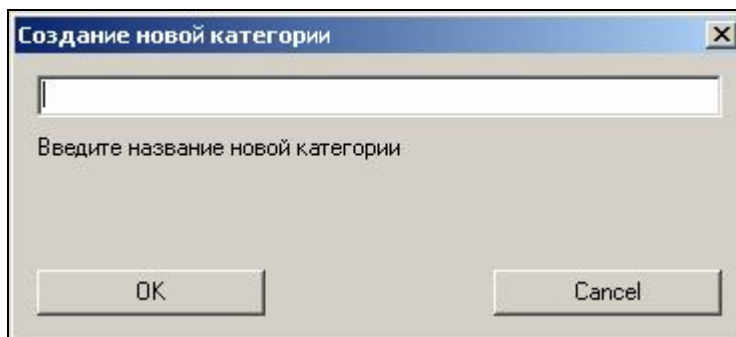 Создание новой категории
Введите название новой категории
OK
Cancel